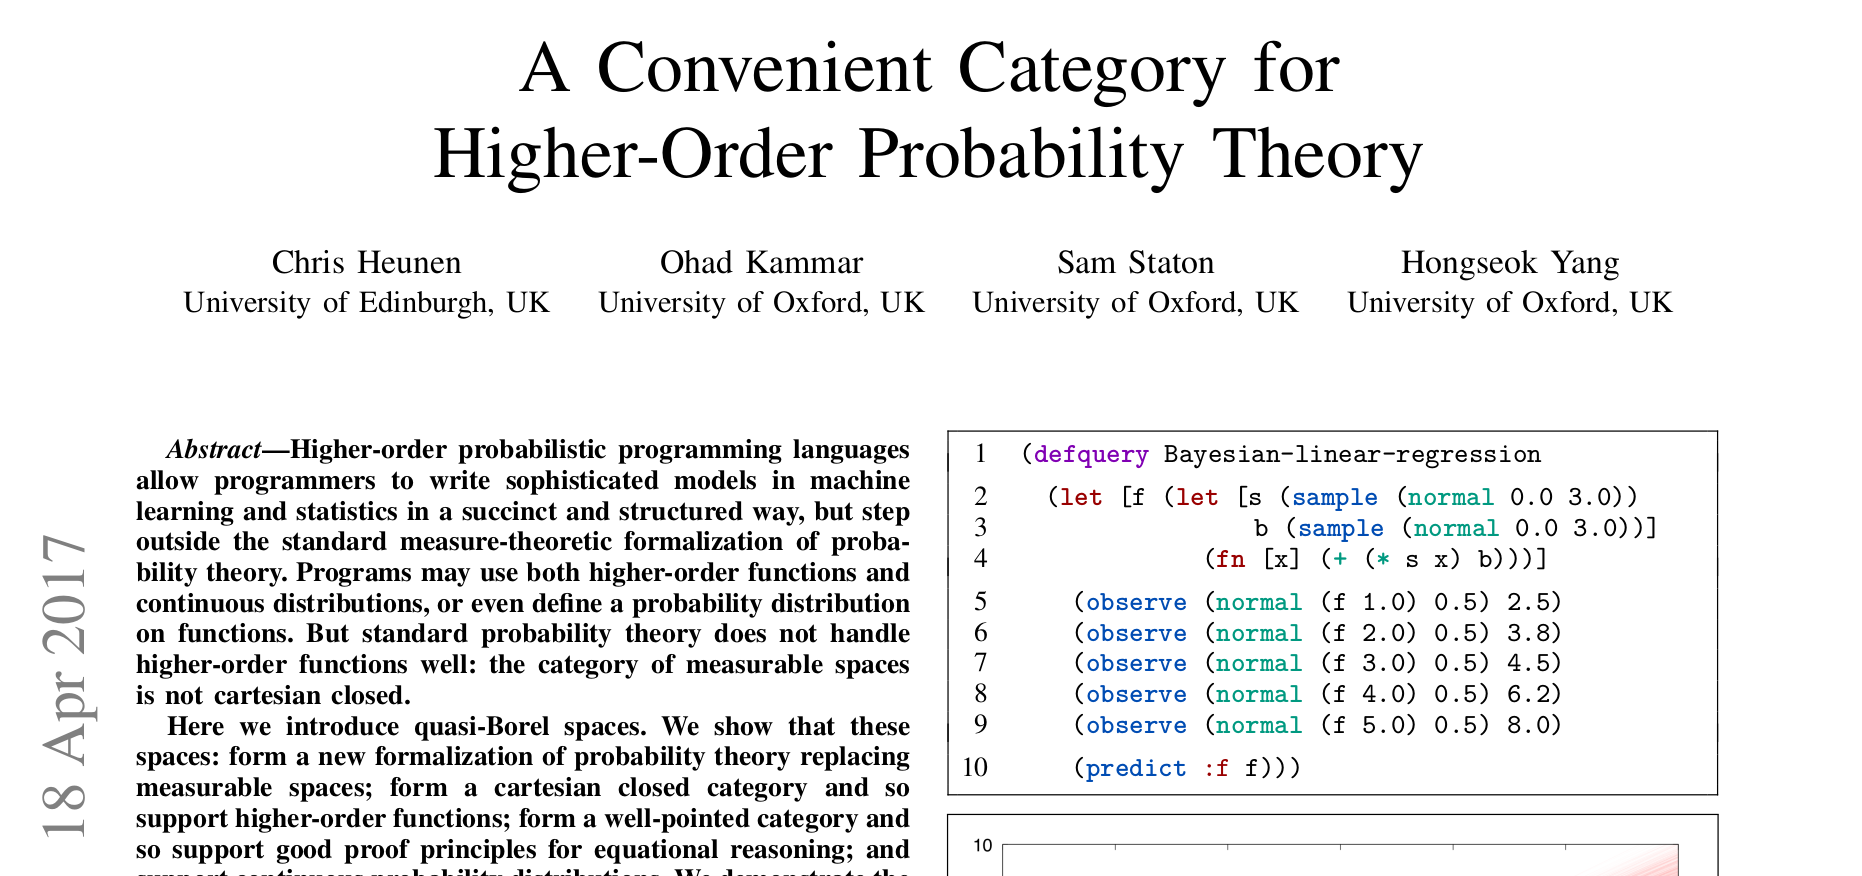 A Convenient Category for
Higher-Order Probability Theory
Chris Heunen
University of Edinburgh, UK
Ohad Kammar
University of Oxford, UK
Sam Staton
University of Oxford, UK
Hongseok Yang
University of Oxford, UK
18 Apr 2017
Abstract—Higher-order probabilistic programming languages
allow programmers to write sophisticated models in machine
learning and statistics in a succinct and structured way, but step
outside the standard measure-theoretic formalization of proba-
bility theory. Programs may use both higher-order functions and
continuous distributions, or even define a probability distribution
on functions. But standard probability theory does not handle
higher-order functions well: the category of measurable spaces
is not cartesian closed.
Here we introduce quasi-Borel spaces. We show that these
spaces: form a new formalization of probability theory replacing
measurable spaces; form a cartesian closed category and so
support higher-order functions; form a well-pointed category and
so support good proof principles for equational reasoning; and
support continuous probability distributions. We demonstrate the
1 (defquery Bayesian-linear-regression
2 (let [f (let [s (sample (normal 0.0 3.0))
3 b (sample (normal 0.0 3.0))]
4 (fn [x] (+ (* s x) b)))]
5 (observe (normal (f 1.0) 0.5) 2.5)
6 (observe (normal (f 2.0) 0.5) 3.8)
7 (observe (normal (f 3.0) 0.5) 4.5)
8 (observe (normal (f 4.0) 0.5) 6.2)
9 (observe (normal (f 5.0) 0.5) 8.0)
10 (predict :f f)))
10